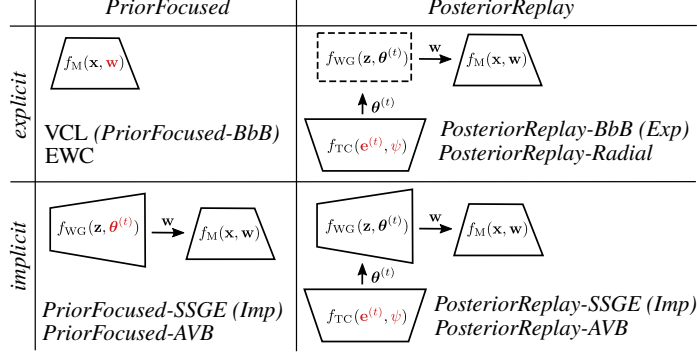 PriorFocused
PosteriorReplay
explicit
f_M(x, w)
VCL (PriorFocused-BbB)
EWC
f_WG(z, θ^(t))
w
f_M(x, w)
θ^(t)
f_TC(e^(t), ψ)
PosteriorReplay-BbB (Exp)
PosteriorReplay-Radial
implicit
f_WG(z, θ^(t))
w
f_M(x, w)
PriorFocused-SSGE (Imp)
PriorFocused-AVB
f_WG(z, θ^(t))
w
f_M(x, w)
θ^(t)
f_TC(e^(t), ψ)
PosteriorReplay-SSGE (Imp)
PosteriorReplay-AVB